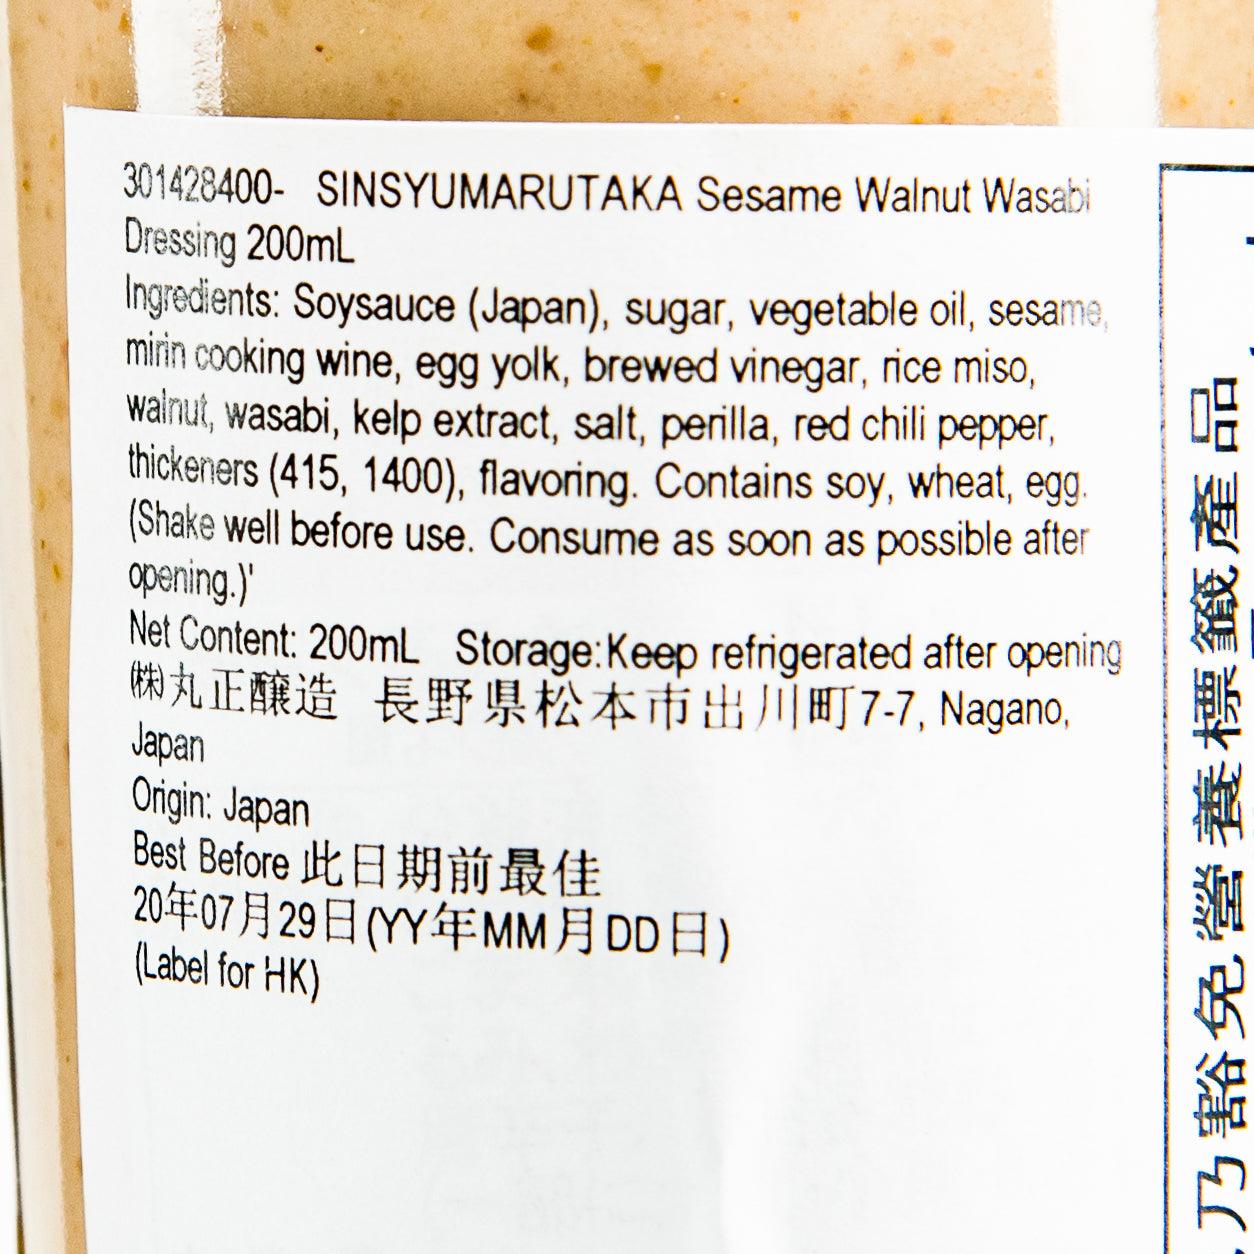 301428400- SINSYUMARUTAKA Sesame Walnut Wasabi
Dressing 200mL
Ingredients: Soysauce (Japan), sugar, vegetable oil, sesame,
mirin cooking wine, egg yolk, brewed vinegar, rice miso,
walnut, wasabi, kelp extract, salt, perilla, red chili pepper,
thickeners (415, 1400), flavoring. Contains soy, wheat, egg.
(Shake well before use. Consume as soon as possible after
opening.)'
Net Content: 200mL Storage:Keep refrigerated after opening
㈱丸正醸造 長野県松本市出川町7-7, Nagano,
Japan
Origin: Japan
Best Before 此日期前最佳
20年07月29日(YY年MM月DD日)
(Label for HK)
乃豁免營養標籤產品